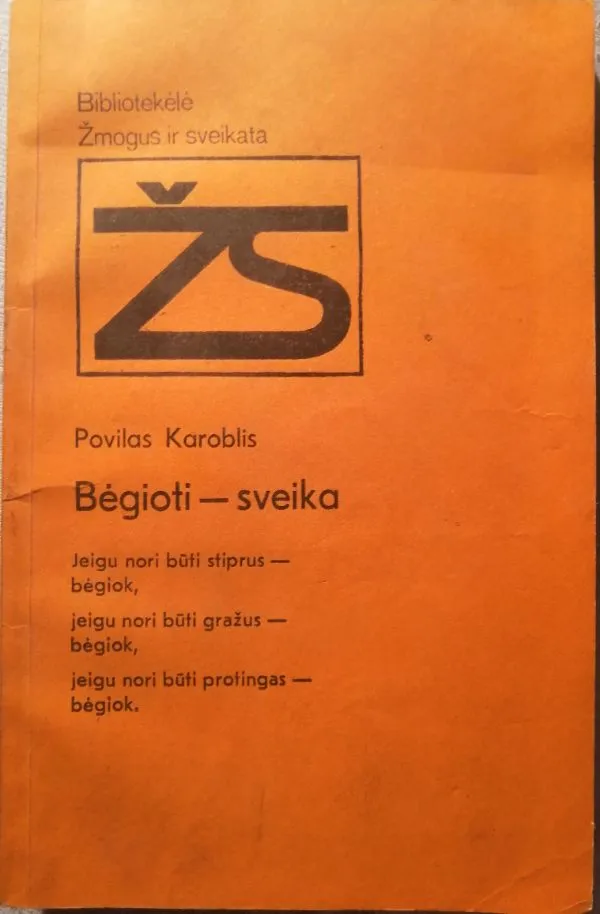 Bibliotekėlė
Žmogus ir sveikata
ŽS
Povilas Karoblis
Bėgioti — sveika
Jeigu nori būti stiprus —
bėgiok,
jeigu nori būti gražus —
bėgiok,
jeigu nori būti protingas —
bėgiok.